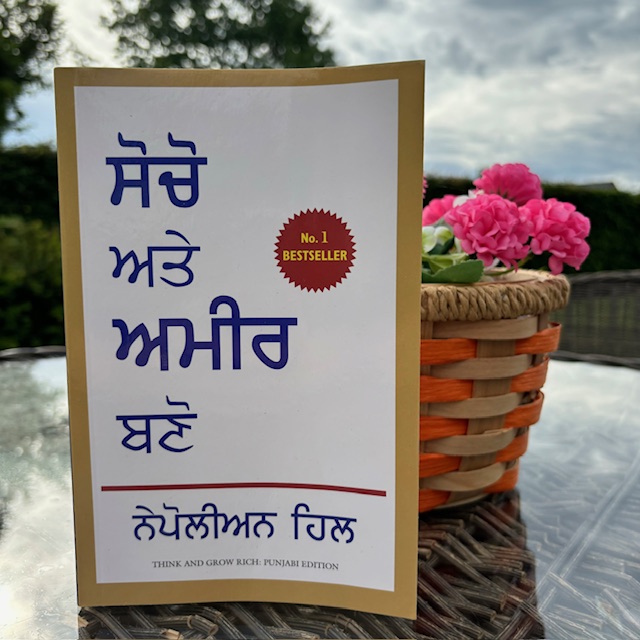 ਸੋਚੋ
ਅਤੇ
ਅਮੀਰ
ਬਣੋ
No. 1
BESTSELLER
ਨੇਪੋਲੀਅਨ ਹਿਲ
THINK AND GROW RICH: PUNJABI EDITION